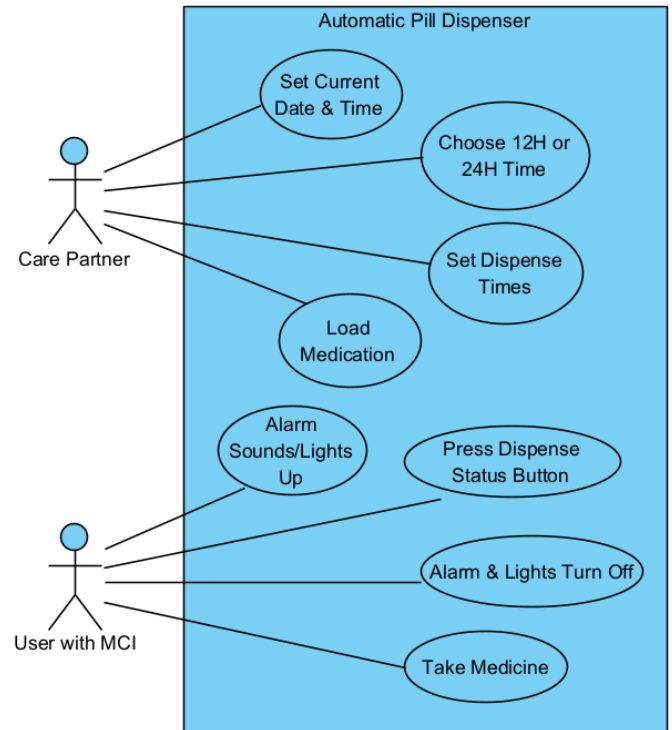 Automatic Pill Dispenser
Set Current
Date & Time
Choose 12H or
24H Time
Care Partner
Set Dispense
Times
Load
Medication
Alarm
Sounds/Lights
Up
Press Dispense
Status Button
Alarm & Lights Turn Off
User with MCI
Take Medicine